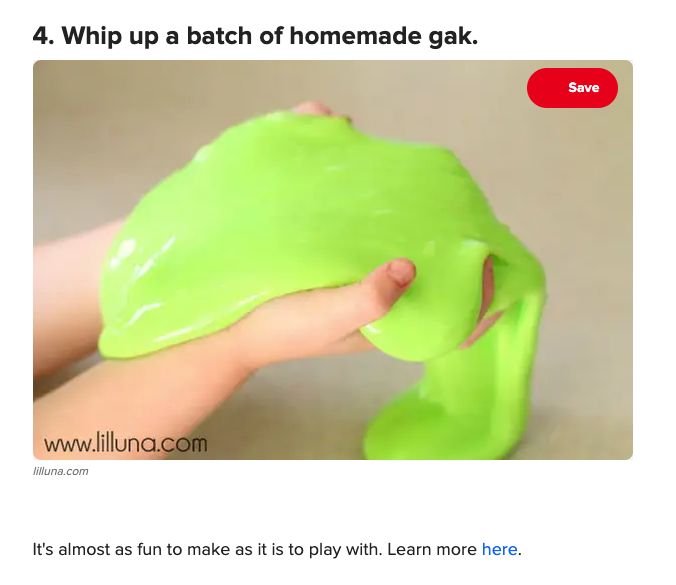 4. Whip up a batch of homemade gak.
Save
www.lilluna.com
lilluna.com
It's almost as fun to make as it is to play with. Learn more here.